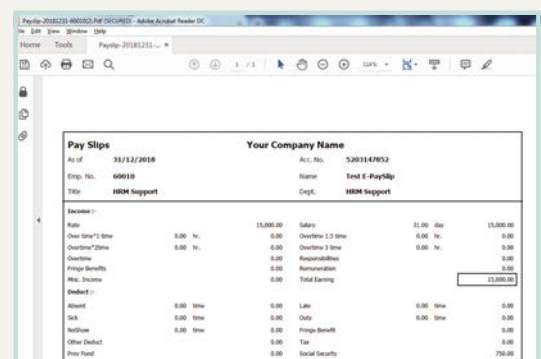 Payslip-20181231-60010(2).Pdf (SECURED) - Adobe Acrobat Reader DC
File Edit View Window Help
Home Tools Payslip-20181231-... ×
1 / 1 114%
Pay Slips Your Company Name
As of 31/12/2018 Acc. No. 5203147852
Emp. No. 60010 Name Test E-PaySlip
Title HRM Support Dept. HRM Support
Income :-
Rate 15,000.00 Salary 31.00 day 15,000.00
Over time*1 time 0.00 hr. 0.00 Overtime 1.5 time 0.00 hr. 0.00
Overtime*2time 0.00 hr. 0.00 Overtime 3 time 0.00 hr. 0.00
Overtime 0.00 Responsibilities 0.00
Fringe Benefits 0.00 Remuneration 0.00
Misc. Income 0.00 Total Earning 15,000.00
Deduct :-
Absent 0.00 time 0.00 Late 0.00 time 0.00
Sick 0.00 time 0.00 Duty 0.00 time 0.00
NoShow 0.00 time 0.00 Fringe Benefit 0.00
Other Deduct 0.00 Tax 0.00
Prov Fund 0.00 Social Security 750.00